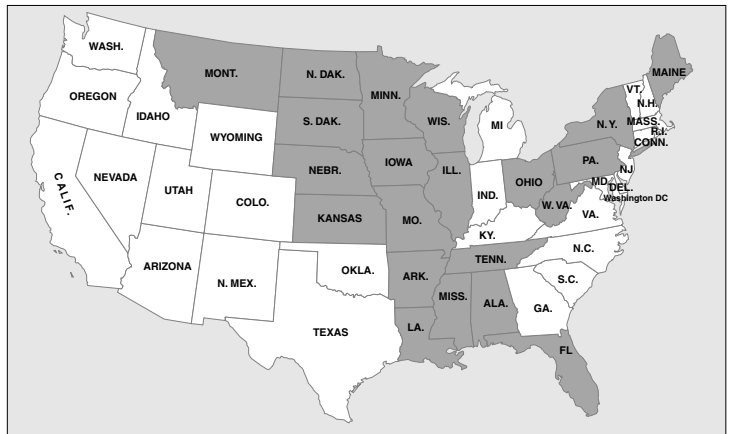 WASH.
MONT.
N. DAK.
MINN.
MAINE
OREGON
IDAHO
WYOMING
S. DAK.
WIS.
MI
N. Y.
VT.
N.H.
MASS.
R.I.
CONN.
NEVADA
UTAH
COLO.
NEBR.
IOWA
ILL.
IND.
OHIO
PA.
NJ
MD.
DEL.
Washington DC
CALIF.
KANSAS
MO.
W. VA.
VA.
KY.
ARIZONA
N. MEX.
OKLA.
ARK.
TENN.
N.C.
S.C.
TEXAS
LA.
MISS.
ALA.
GA.
FL